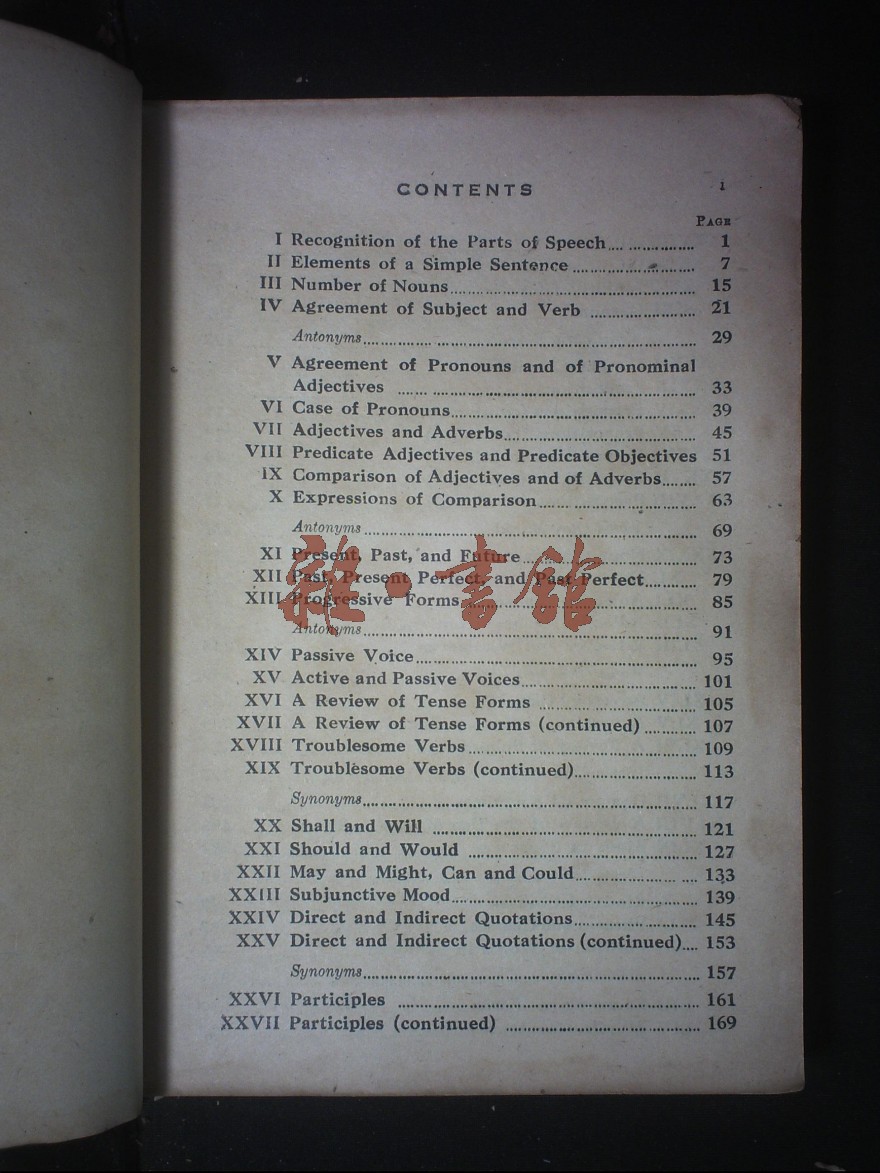 CONTENTS i
PAGE
I Recognition of the Parts of Speech.................... 1
II Elements of a Simple Sentence .................... 7
III Number of Nouns.................... 15
IV Agreement of Subject and Verb .................... 21
Antonyms.................... 29
V Agreement of Pronouns and of Pronominal
Adjectives .................... 33
VI Case of Pronouns.................... 39
VII Adjectives and Adverbs.................... 45
VIII Predicate Adjectives and Predicate Objectives 51
IX Comparison of Adjectives and of Adverbs........ 57
X Expressions of Comparison.................... 63
Antonyms .................... 69
XI Present, Past, and Future.................... 73
XII Past, Present Perfect, and Past Perfect............ 79
XIII Progressive Forms.................... 85
Antonyms.................... 91
XIV Passive Voice.................... 95
XV Active and Passive Voices.................... 101
XVI A Review of Tense Forms .................... 105
XVII A Review of Tense Forms (continued) ............ 107
XVIII Troublesome Verbs.................... 109
XIX Troublesome Verbs (continued).................... 113
Synonyms.................... 117
XX Shall and Will .................... 121
XXI Should and Would .................... 127
XXII May and Might, Can and Could.................... 133
XXIII Subjunctive Mood.................... 139
XXIV Direct and Indirect Quotations.................... 145
XXV Direct and Indirect Quotations (continued).... 153
Synonyms.................... 157
XXVI Participles .................... 161
XXVII Participles (continued) .................... 169
雜·書館